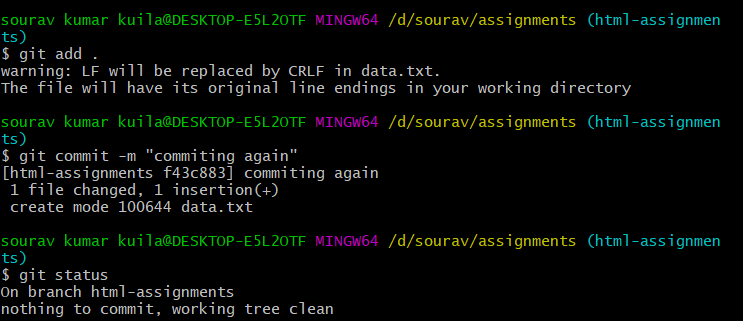 sourav kumar kuila@DESKTOP-E5L2OTF MINGW64 /d/sourav/assignments (html-assignmen
ts)
$ git add .
warning: LF will be replaced by CRLF in data.txt.
The file will have its original line endings in your working directory
sourav kumar kuila@DESKTOP-E5L2OTF MINGW64 /d/sourav/assignments (html-assignmen
ts)
$ git commit -m "commiting again"
[html-assignments f43c883] commiting again
 1 file changed, 1 insertion(+)
 create mode 100644 data.txt
sourav kumar kuila@DESKTOP-E5L2OTF MINGW64 /d/sourav/assignments (html-assignmen
ts)
$ git status
On branch html-assignments
nothing to commit, working tree clean